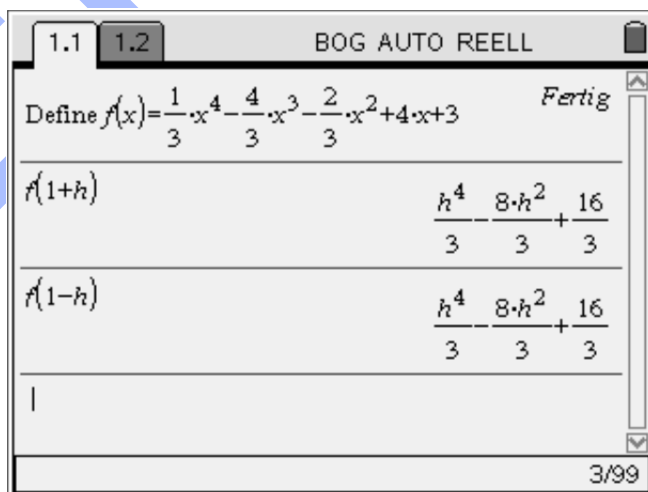 1.1 1.2 BOG AUTO REELL
Define f(x)=1/3·x^4-4/3·x^3-2/3·x^2+4·x+3 Fertig
f(1+h)
h^4/3-8·h^2/3+16/3
f(1-h)
h^4/3-8·h^2/3+16/3
3/99